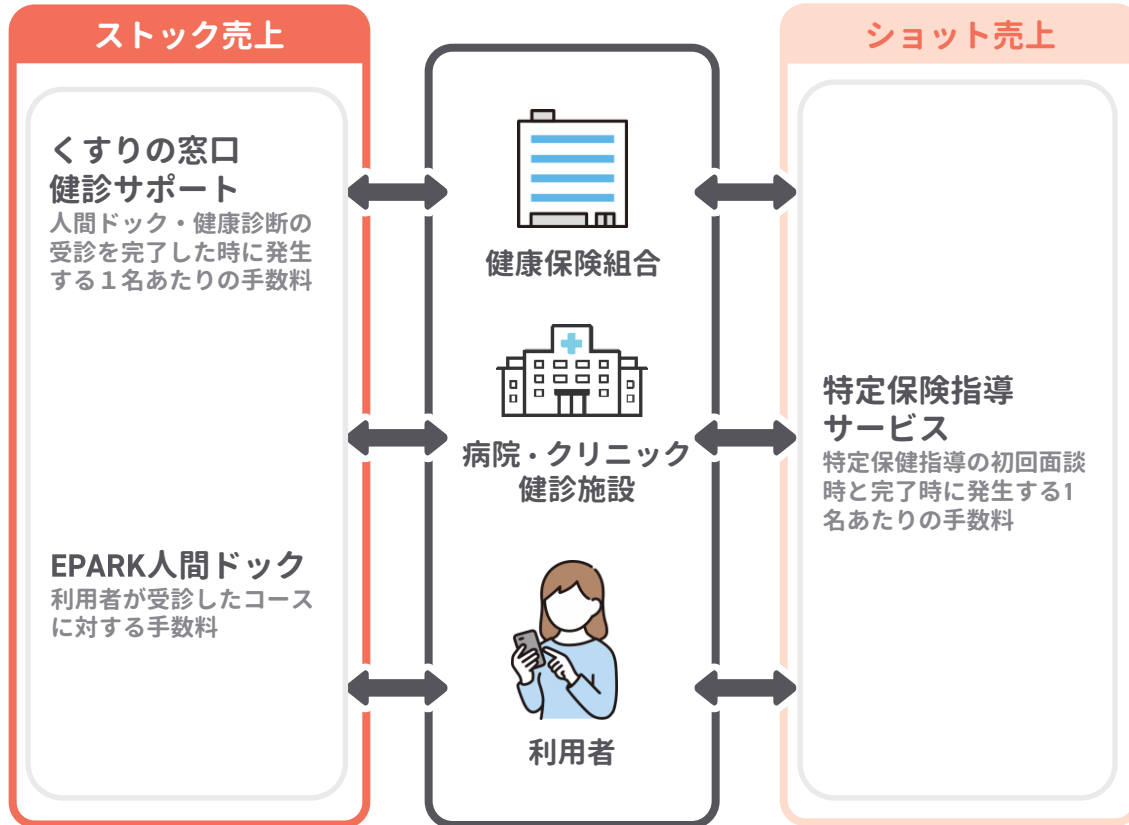 ストック売上
くすりの窓口
健診サポート
人間ドック・健康診断の
受診を完了した時に発生
する１名あたりの手数料
EPARK人間ドック
利用者が受診したコース
に対する手数料
健康保険組合
病院・クリニック
健診施設
利用者
ショット売上
特定保険指導
サービス
特定保健指導の初回面談
時と完了時に発生する1
名あたりの手数料